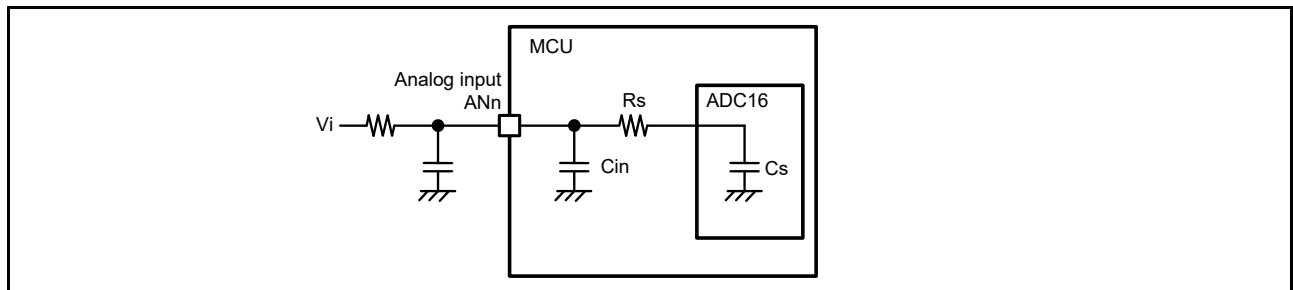 MCU
Analog input
ANn
Rs
ADC16
Vi
Cin
Cs